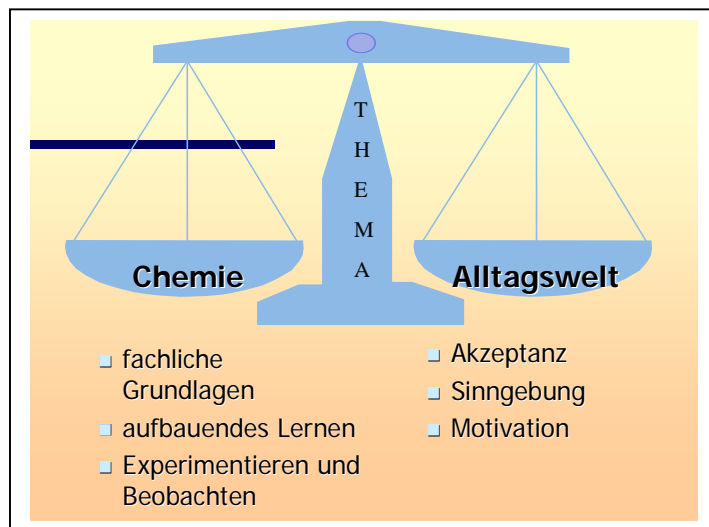 T
H
E
M
A
Chemie
Alltagswelt
fachliche
Grundlagen
aufbauendes Lernen
Experimentieren und
Beobachten
Akzeptanz
Sinngebung
Motivation